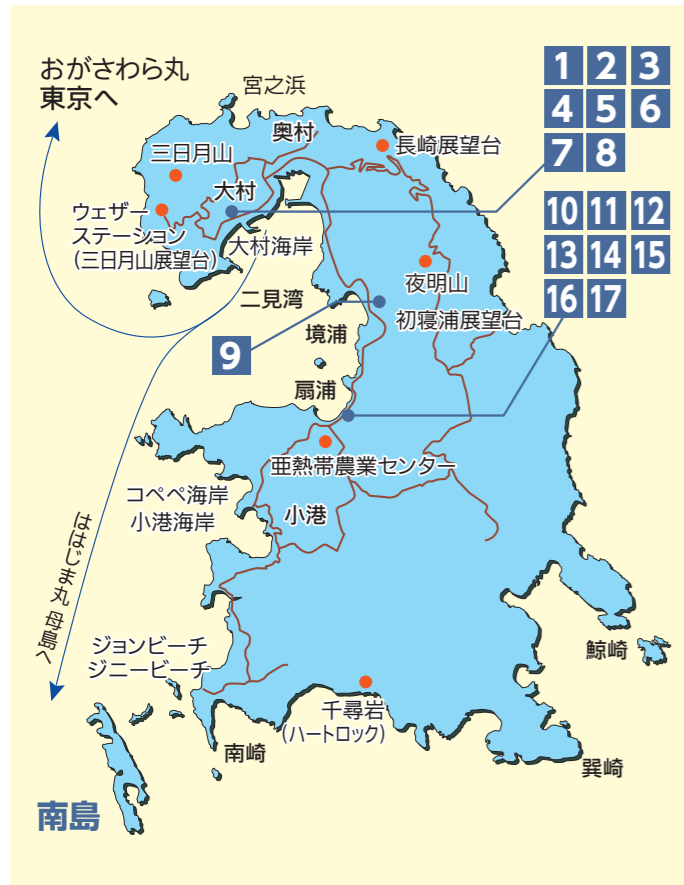 おがさわら丸
東京へ
宮之浜
奥村
長崎展望台
三日月山
大村
ウェザー
ステーション
(三日月山展望台)
大村海岸
二見湾
夜明山
初寝浦展望台
境浦
扇浦
亜熱帯農業センター
コペペ海岸
小港海岸
小港
ははじま丸 母島へ
ジョンビーチ
ジニービーチ
千尋岩
(ハートロック)
南崎
鯨崎
巽崎
南島
1 2 3
4 5 6
7 8
9
10 11 12
13 14 15
16 17